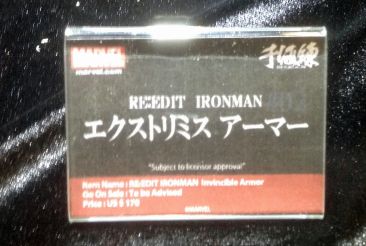 MARVEL
marvel.com
千値練
RE:EDIT IRONMAN
エクストリミス アーマー
"Subject to licensor approval"
Item Name : RE:EDIT IRONMAN Invincible Armor
Go On Sale : To be Advised
Price : US $ 170
©MARVEL